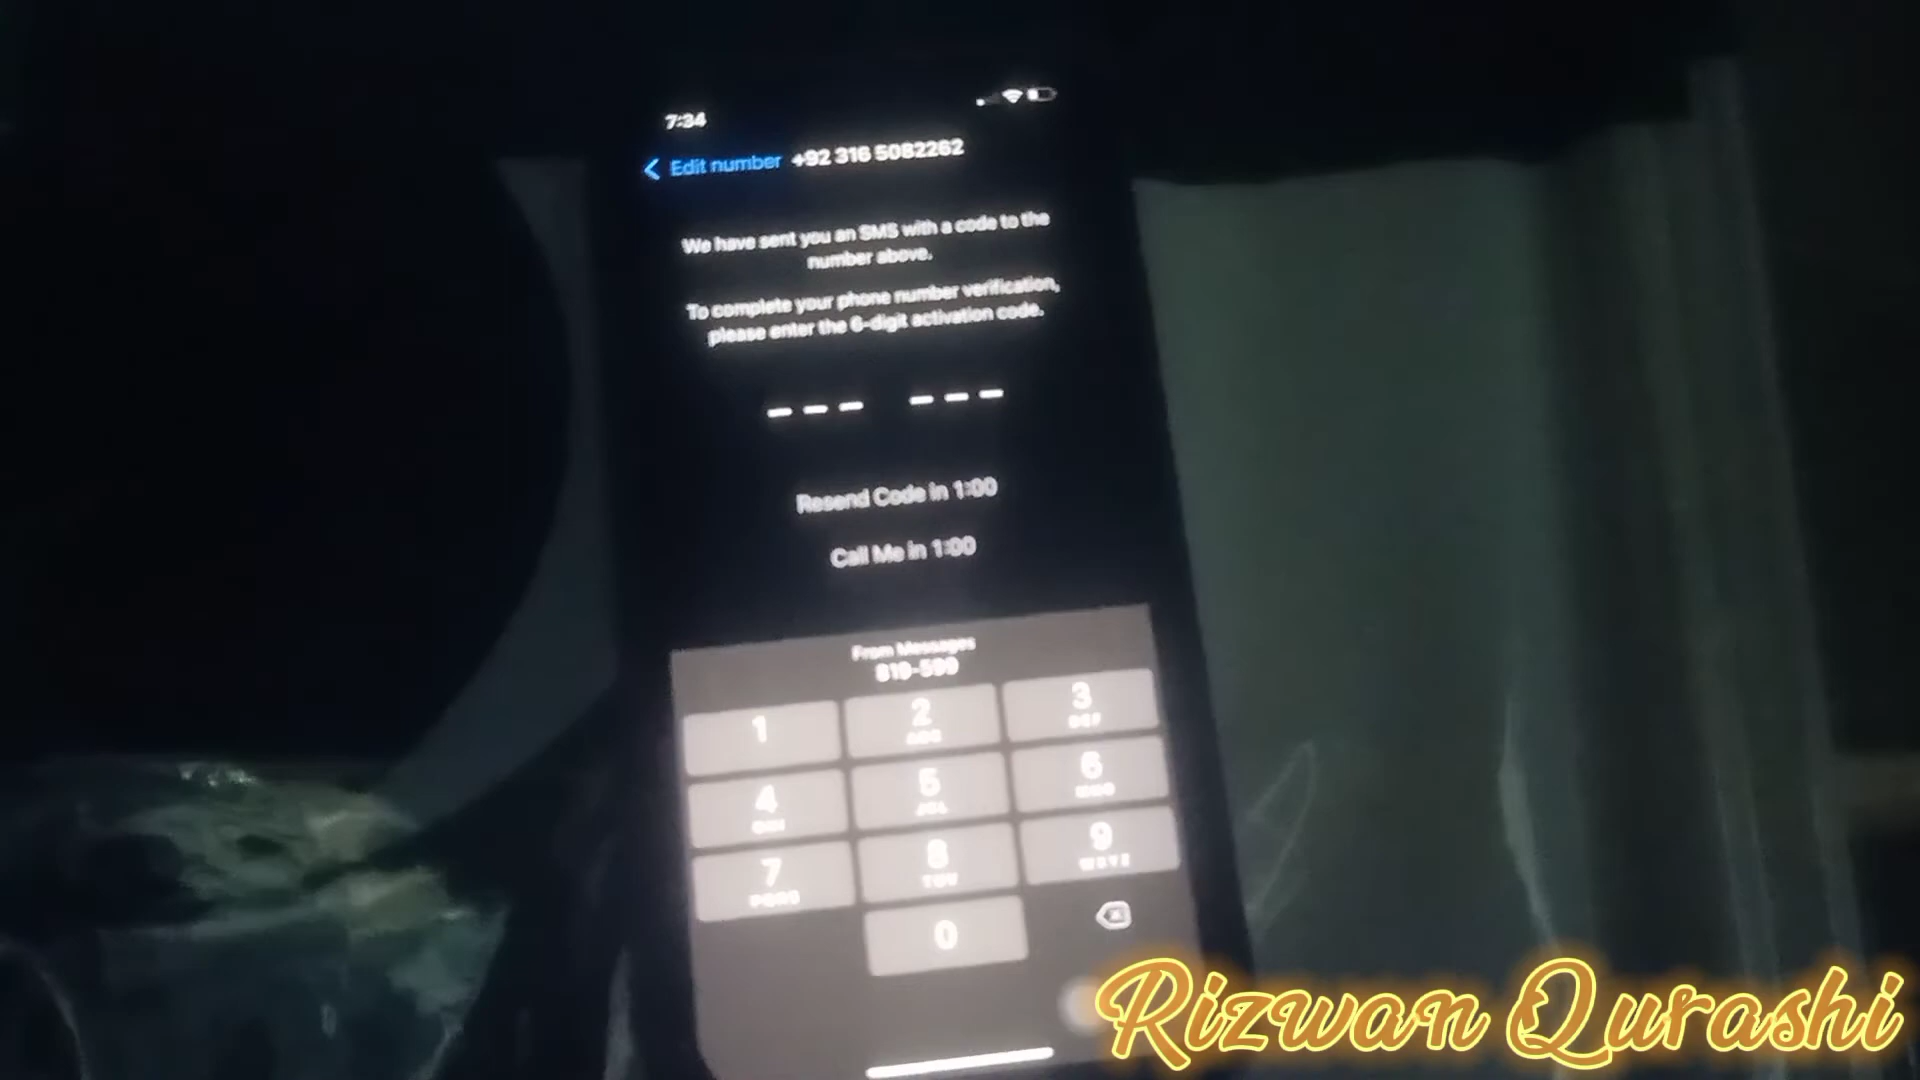 7:34
Edit number +92 316 5082262
We have sent you an SMS with a code to the
number above.
To complete your phone number verification,
please enter the 6-digit activation code.
Resend Code in 1:00
Call Me in 1:00
From Messages
819-599
1 2 3
ABC DEF
4 5 6
GHI JKL MNO
7 8 9
PQRS TUV WXYZ
0
Rizwan Qurashi